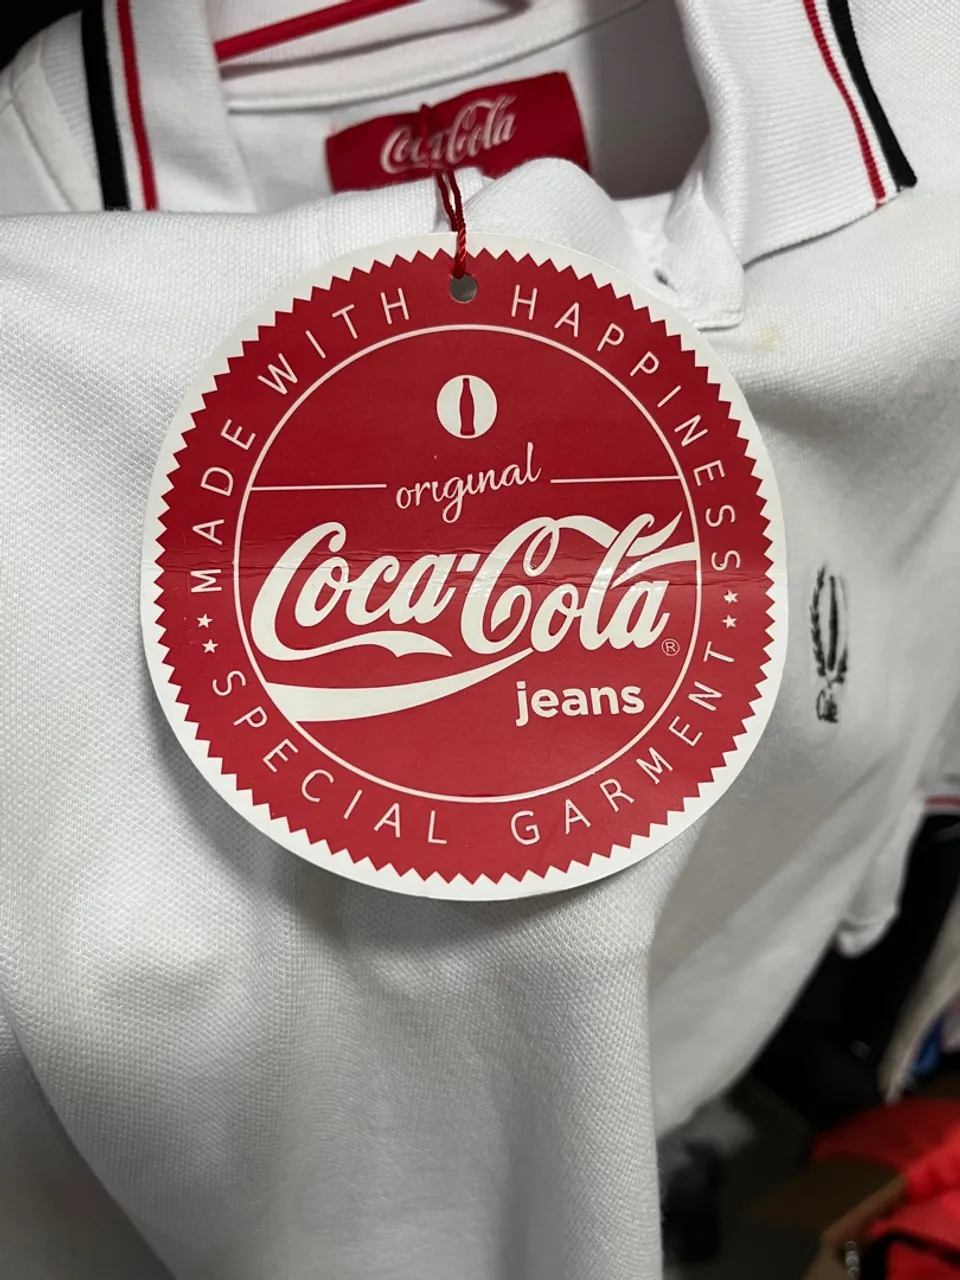 Coca-Cola
MADE WITH HAPPINESS
original
Coca-Cola®
jeans
SPECIAL GARMENT